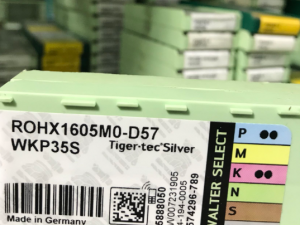 ROHX1605M0-D57
WKP35S Tiger·tec®Silver
Made in Germany
WALTER SELECT
P
M
K
N
S